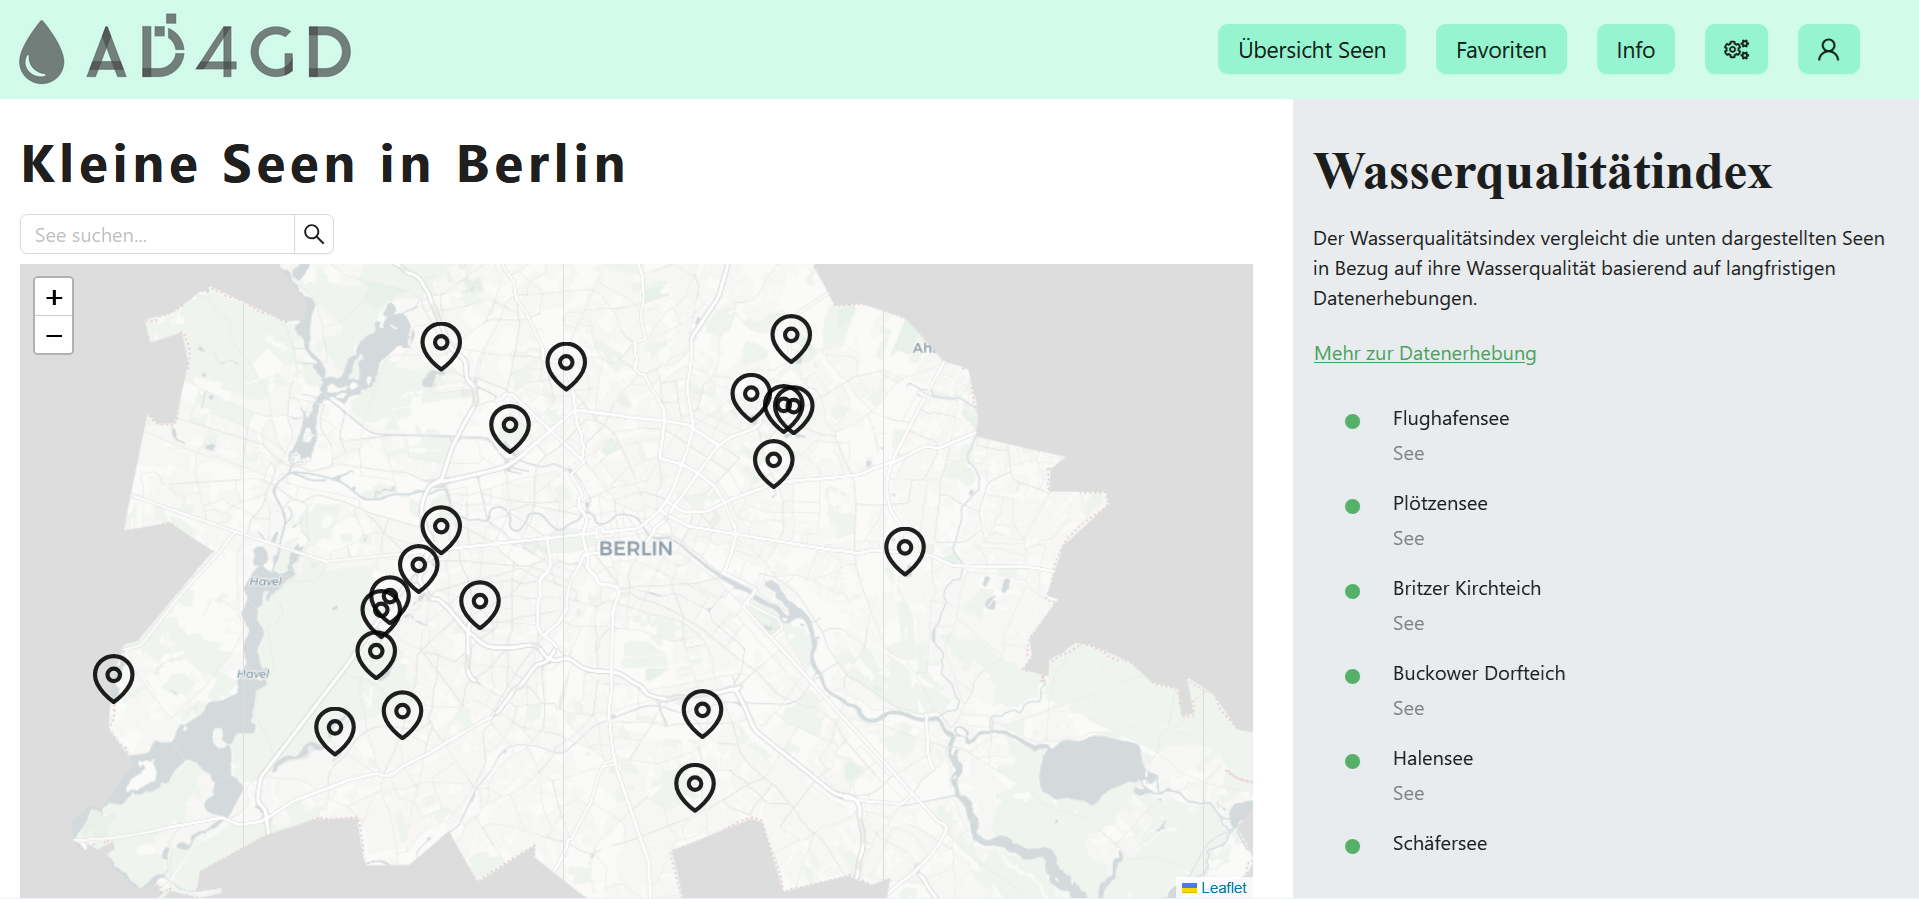 AD4GD
Übersicht Seen
Favoriten
Info
Kleine Seen in Berlin
See suchen...
+
−
Ah.
BERLIN
Havel
Havel
Leaflet
Wasserqualitätindex
Der Wasserqualitätsindex vergleicht die unten dargestellten Seen
in Bezug auf ihre Wasserqualität basierend auf langfristigen
Datenerhebungen.
Mehr zur Datenerhebung
Flughafensee
See
Plötzensee
See
Britzer Kirchteich
See
Buckower Dorfteich
See
Halensee
See
Schäfersee